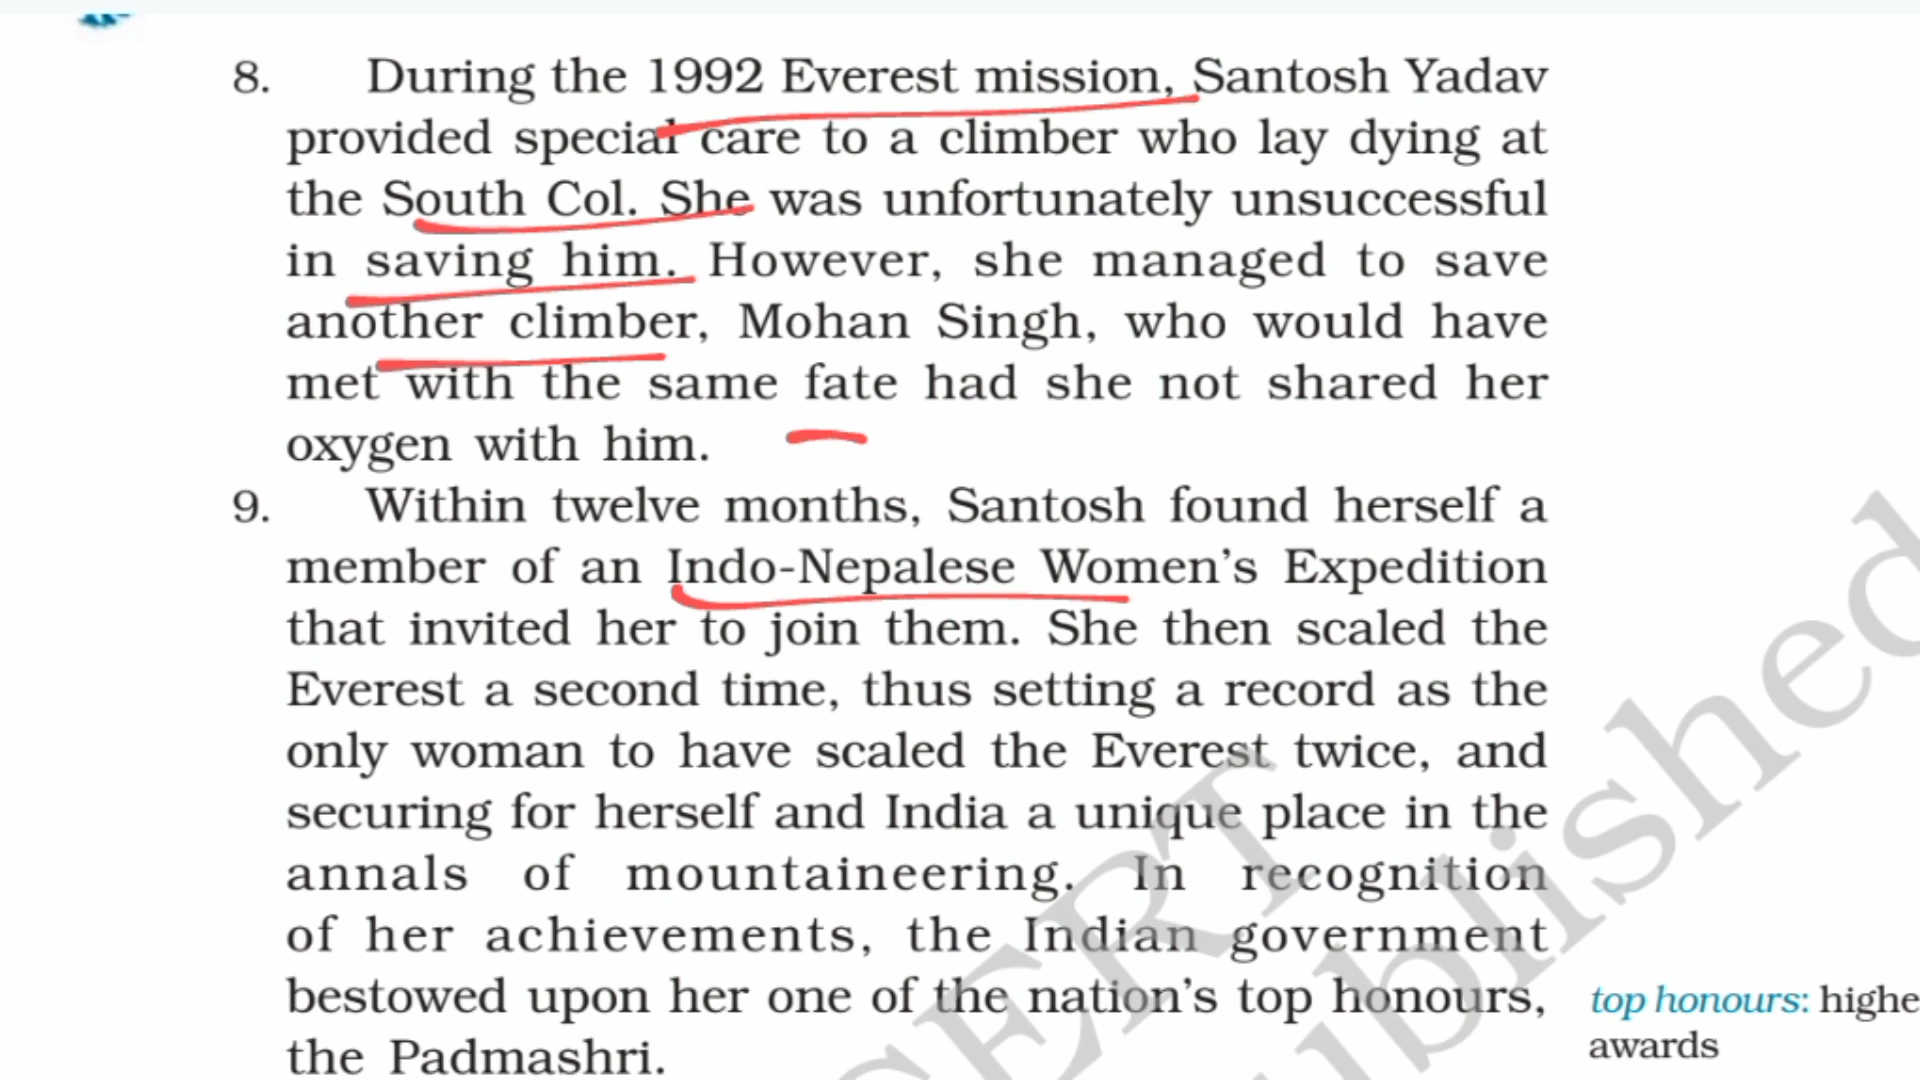 8. During the 1992 Everest mission, Santosh Yadav
provided special care to a climber who lay dying at
the South Col. She was unfortunately unsuccessful
in saving him. However, she managed to save
another climber, Mohan Singh, who would have
met with the same fate had she not shared her
oxygen with him.
9. Within twelve months, Santosh found herself a
member of an Indo-Nepalese Women’s Expedition
that invited her to join them. She then scaled the
Everest a second time, thus setting a record as the
only woman to have scaled the Everest twice, and
securing for herself and India a unique place in the
annals of mountaineering. In recognition
of her achievements, the Indian government
bestowed upon her one of the nation’s top honours,
the Padmashri.
top honours: highe
awards